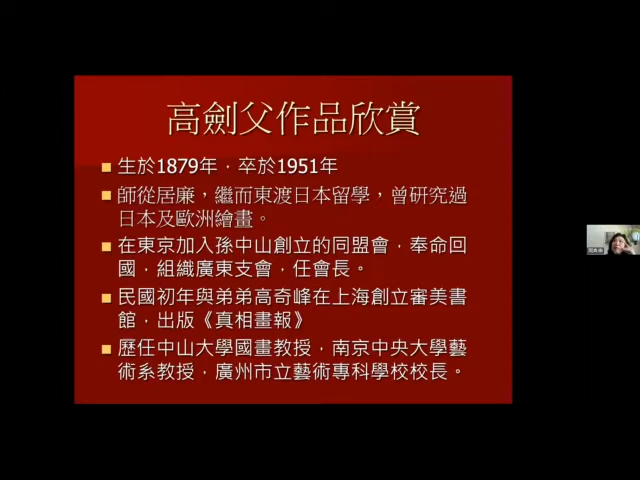 高劍父作品欣賞
生於1879年，卒於1951年
師從居廉，繼而東渡日本留學，曾研究過
日本及歐洲繪畫。
在東京加入孫中山創立的同盟會，奉命回
國，組織廣東支會，任會長。
民國初年與弟弟高奇峰在上海創立審美書
館，出版《真相畫報》
歷任中山大學國畫教授，南京中央大學藝
術系教授，廣州市立藝術專科學校校長。